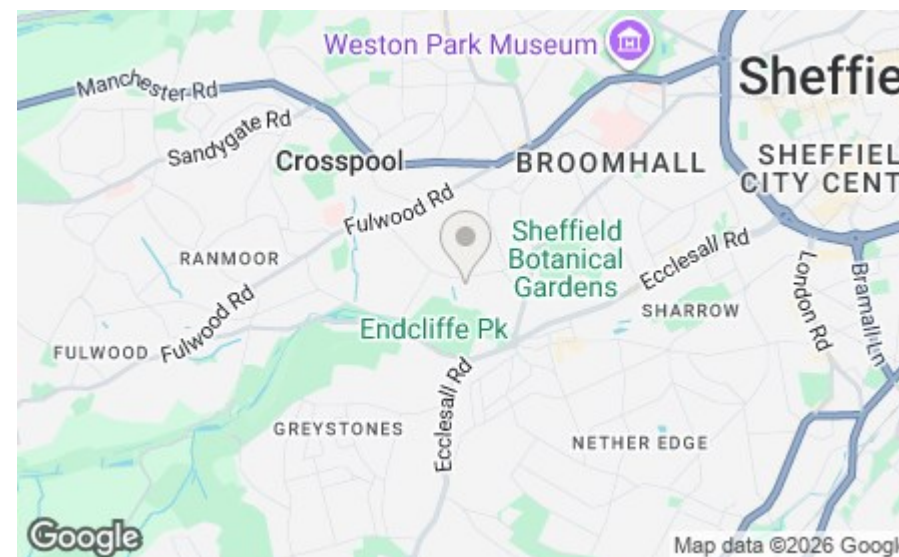 Weston Park Museum
Sheffie
Manchester Rd
Sandygate Rd
Crosspool
BROOMHALL
SHEFFIEL
CITY CENT
Fulwood Rd
Sheffield
Botanical
Gardens
Ecclesall Rd
RANMOOR
London Rd
Bramall Ln
SHARROW
Fulwood Rd
Endcliffe Pk
FULWOOD
Ecclesall Rd
GREYSTONES
NETHER EDGE
Google
Map data ©2026 Googl